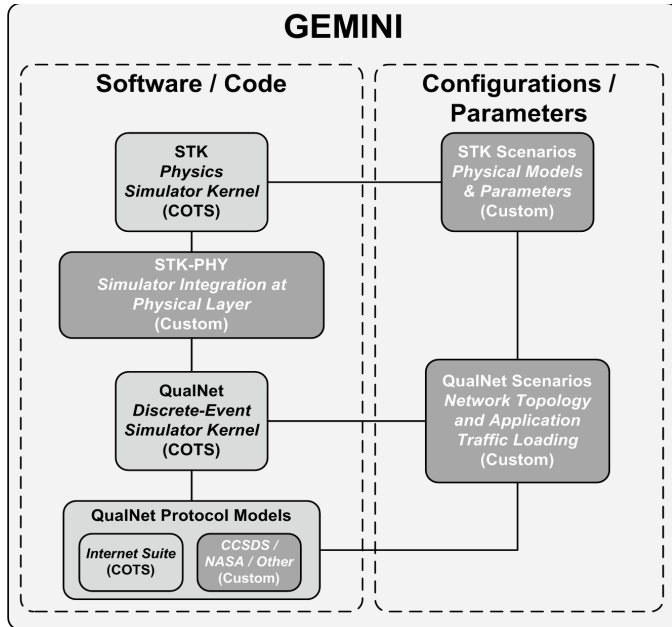 GEMINI
Software / Code
STK
Physics
Simulator Kernel
(COTS)
STK-PHY
Simulator Integration at
Physical Layer
(Custom)
QualNet
Discrete-Event
Simulator Kernel
(COTS)
QualNet Protocol Models
Internet Suite
(COTS)
CCSDS /
NASA / Other
(Custom)
Configurations /
Parameters
STK Scenarios
Physical Models
& Parameters
(Custom)
QualNet Scenarios
Network Topology
and Application
Traffic Loading
(Custom)